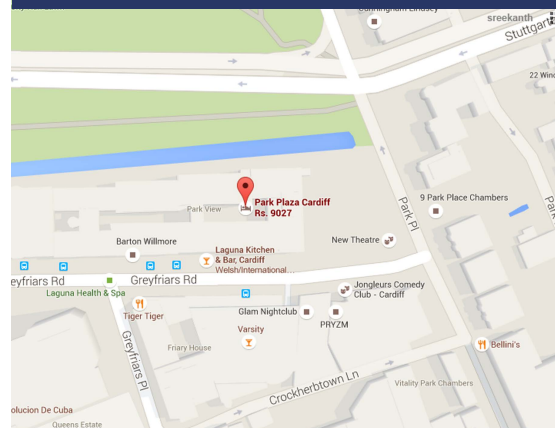 Cunningham Lindsey
sreekanth
Stuttgart
22 Wind
Park Plaza Cardiff
Rs. 9027
Park View
9 Park Place Chambers
Park Pl
Park
New Theatre
Barton Willmore
Laguna Kitchen
& Bar, Cardiff
Welsh/International...
eyfriars Rd
Greyfriars Rd
Laguna Health & Spa
Jongleurs Comedy
Club - Cardiff
Tiger Tiger
Glam Nightclub
PRYZM
Varsity
Friary House
Greyfriars Pl
Bellini's
Crockherbtown Ln
Vitality Park Chambers
olucion De Cuba
Queens Estate